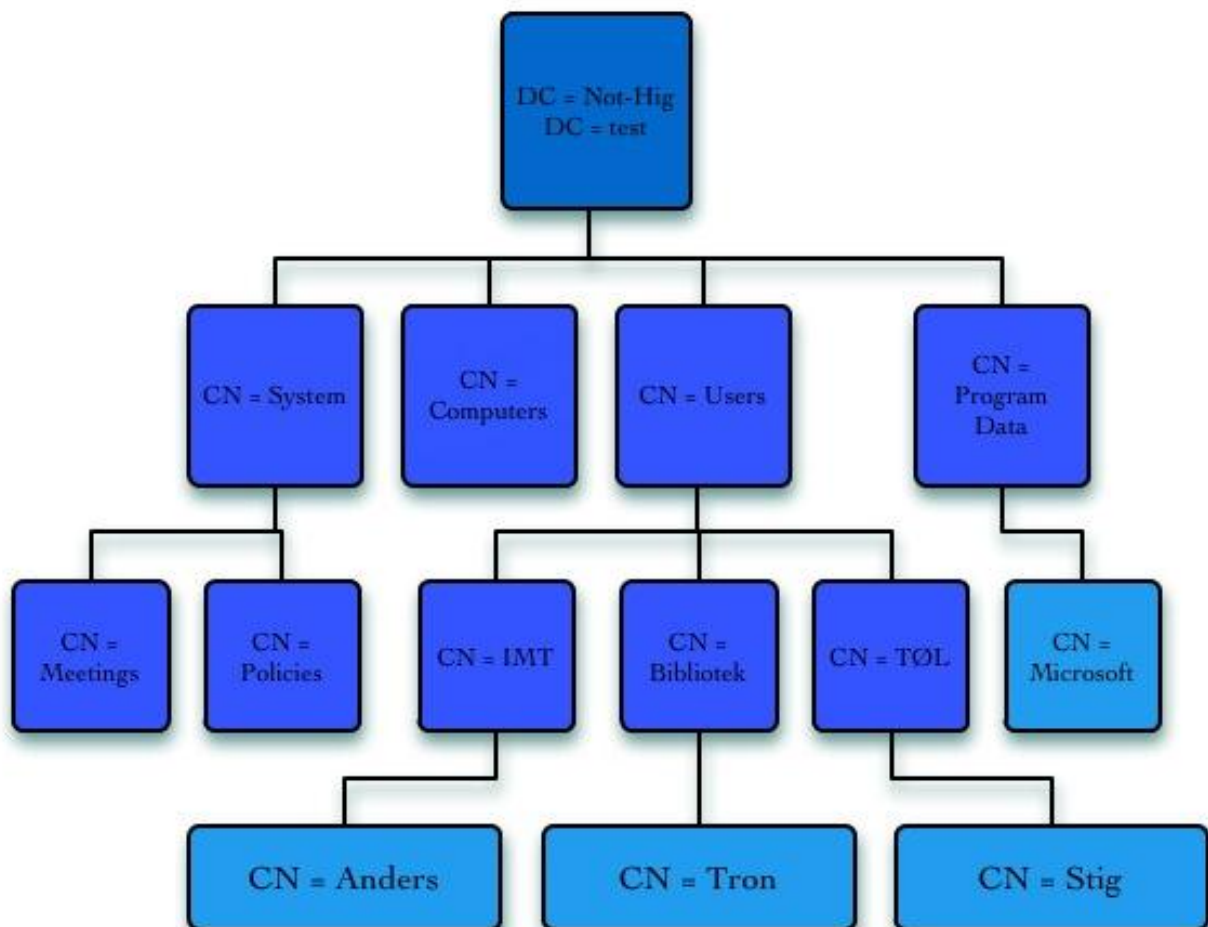 DC = Not-Hig
DC = test
CN = System
CN =
Computers
CN = Users
CN =
Program
Data
CN =
Meetings
CN =
Policies
CN = IMT
CN =
Bibliotek
CN = TØL
CN =
Microsoft
CN = Anders
CN = Tron
CN = Stig